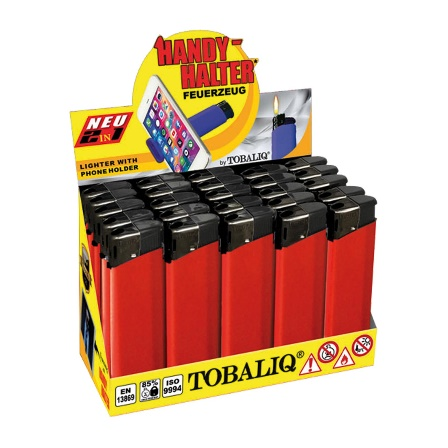 HANDY-
HALTER
FEUERZEUG
NEU
2 IN 1
LIGHTER WITH
PHONE HOLDER
by TOBALIQ®
EN
13869
85%
ISO
9994
TOBALIQ®